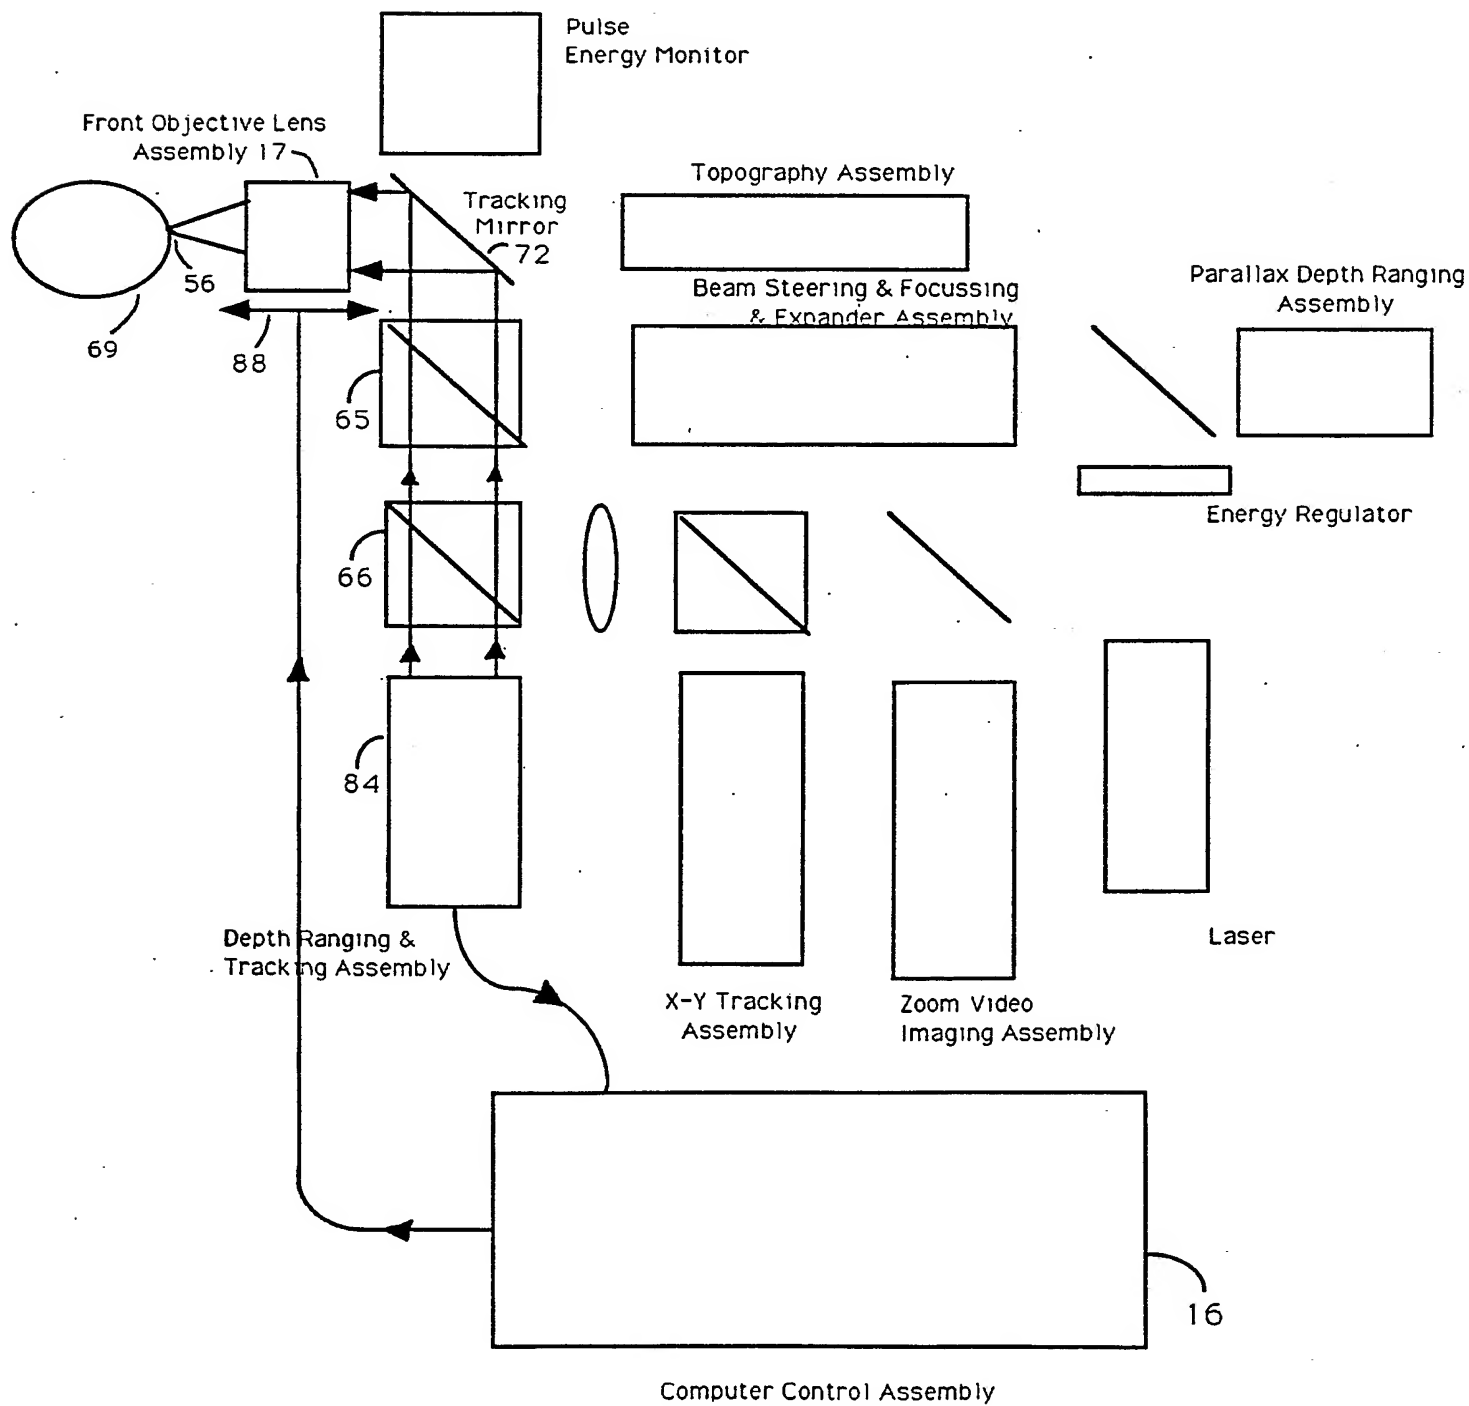 Pulse
Energy Monitor
Front Objective Lens
Assembly 17
Topography Assembly
Tracking
Mirror
72
56
Beam Steering & Focussing
& Expander Assembly
Parallax Depth Ranging
Assembly
69
88
65
Energy Regulator
66
84
Depth Ranging &
Tracking Assembly
Laser
X-Y Tracking
Assembly
Zoom Video
Imaging Assembly
16
Computer Control Assembly